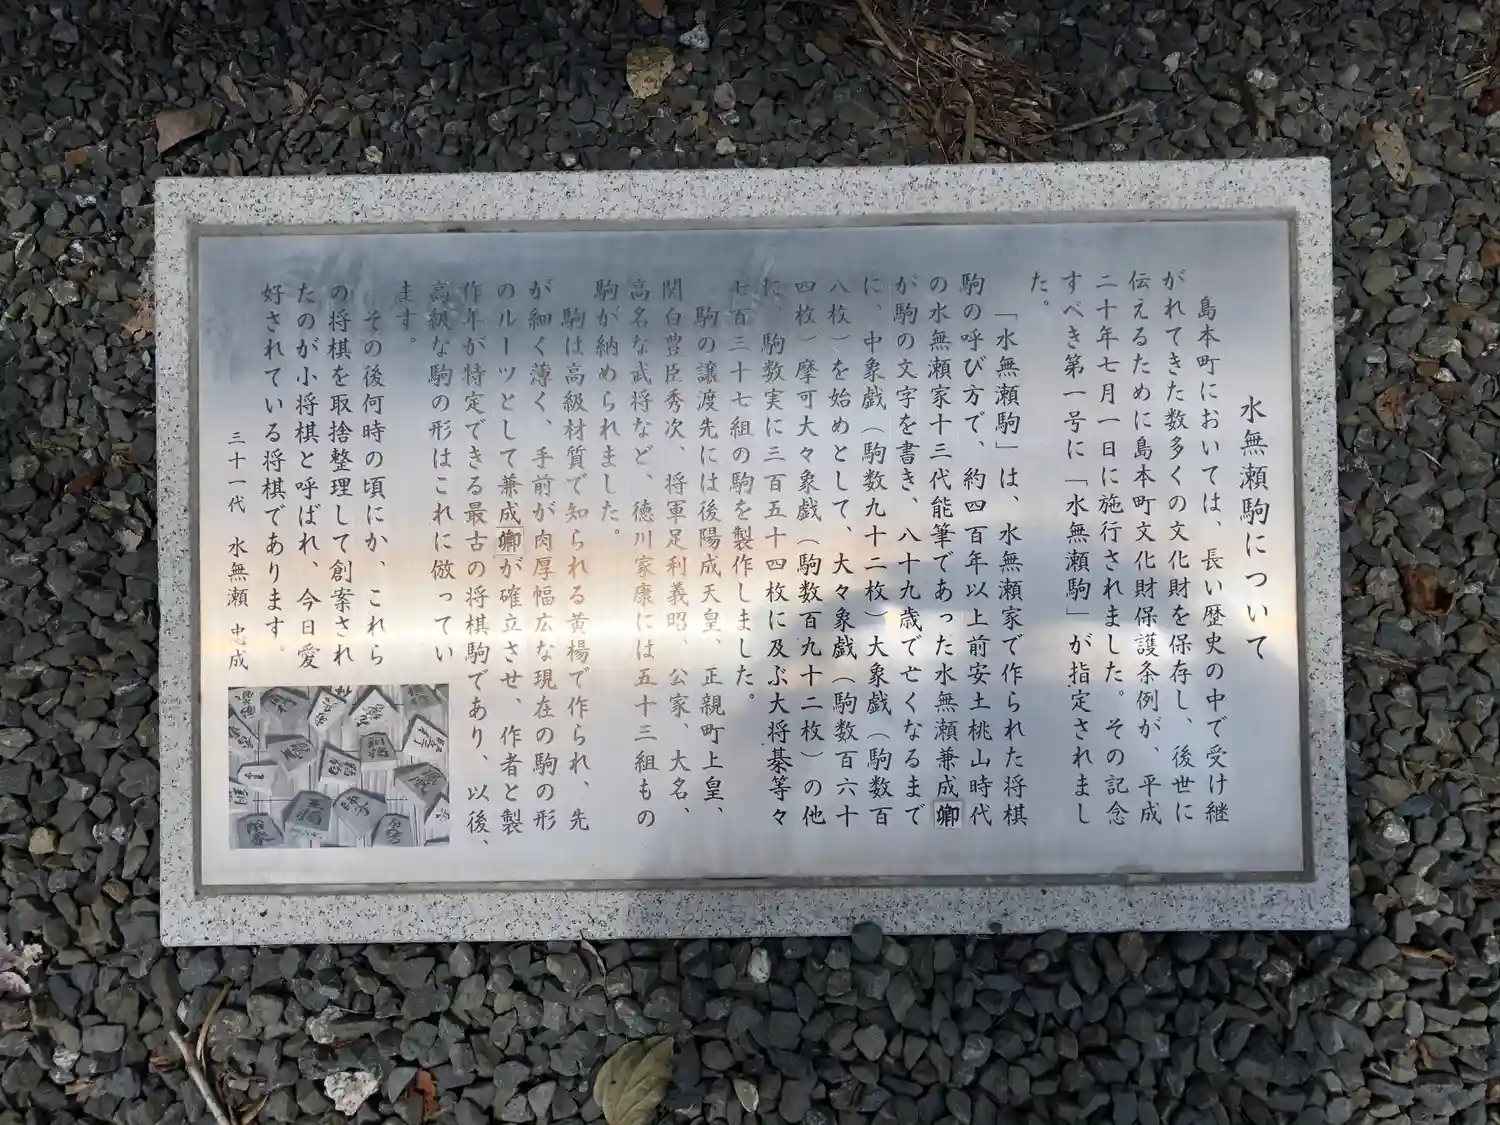 水無瀬駒について
島本町においては、長い歴史の中で受け継
がれてきた数多くの文化財を保存し、後世に
伝えるために島本町文化財保護条例が、平成
二十年七月一日に施行されました。その記念
すべき第一号に「水無瀬駒」が指定されまし
た。
「水無瀬駒」は、水無瀬家で作られた将棋
駒の呼び方で、約四百年以上前安土桃山時代
の水無瀬家十三代能筆であった水無瀬兼成卿
が駒の文字を書き、八十九歳で亡くなるまで
に、中象戯（駒数九十二枚）大象戯（駒数百
八枚）を始めとして、大々象戯（駒数百六十
四枚）摩可大々象戯（駒数百九十二枚）の他
に、駒数実に三百五十四枚に及ぶ大将棊等々
七百三十七組の駒を製作しました。
駒の譲渡先には後陽成天皇、正親町上皇、
関白豊臣秀次、将軍足利義昭、公家、大名、
高名な武将など、徳川家康には五十三組もの
駒が納められました。
駒は高級材質で知られる黄楊で作られ、先
が細く薄く、手前が肉厚幅広な現在の駒の形
のルーツとして兼成卿が確立させ、作者と製
作年が特定できる最古の将棋駒であり、以後、
高級な駒の形はこれに倣ってい
ます。
その後何時の頃にか、これら
の将棋を取捨整理して創案され
たのが小将棋と呼ばれ、今日愛
好されている将棋であります。
三十一代 水無瀬 忠成